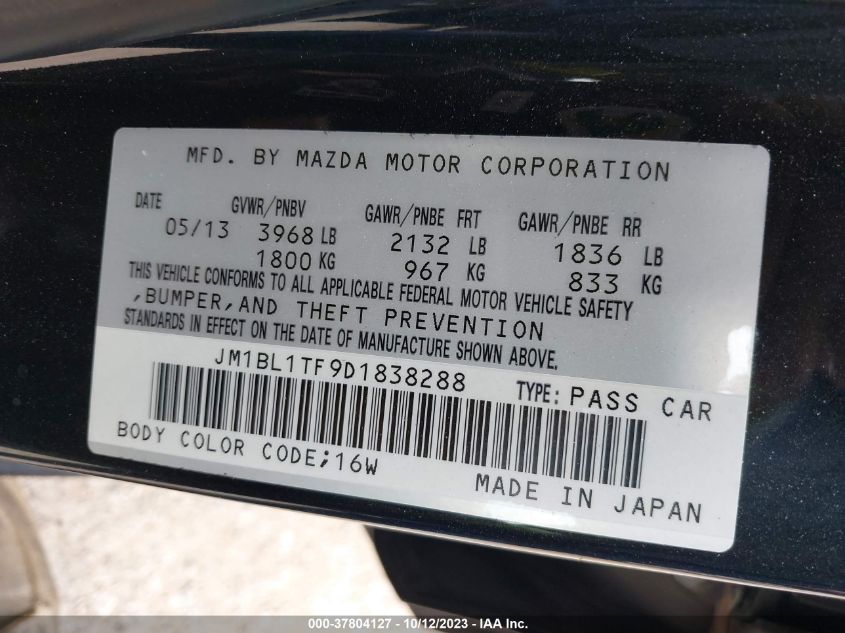 MFD. BY MAZDA MOTOR CORPORATION
DATE GVWR/PNBV GAWR/PNBE FRT GAWR/PNBE RR
05/13 3968 LB 2132 LB 1836 LB
1800 KG 967 KG 833 KG
THIS VEHICLE CONFORMS TO ALL APPLICABLE FEDERAL MOTOR VEHICLE SAFETY
,BUMPER,AND THEFT PREVENTION
STANDARDS IN EFFECT ON THE DATE OF MANUFACTURE SHOWN ABOVE.
JM1BL1TF9D1838288 TYPE: PASS CAR
BODY COLOR CODE;16W
MADE IN JAPAN
000-37804127 - 10/12/2023 - IAA Inc.